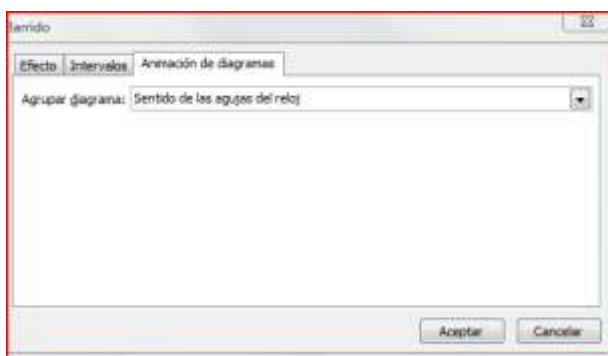 Barrido
Efecto Intervalos Animación de diagramas
Agrupar diagrama: Sentido de las agujas del reloj
Aceptar Cancelar